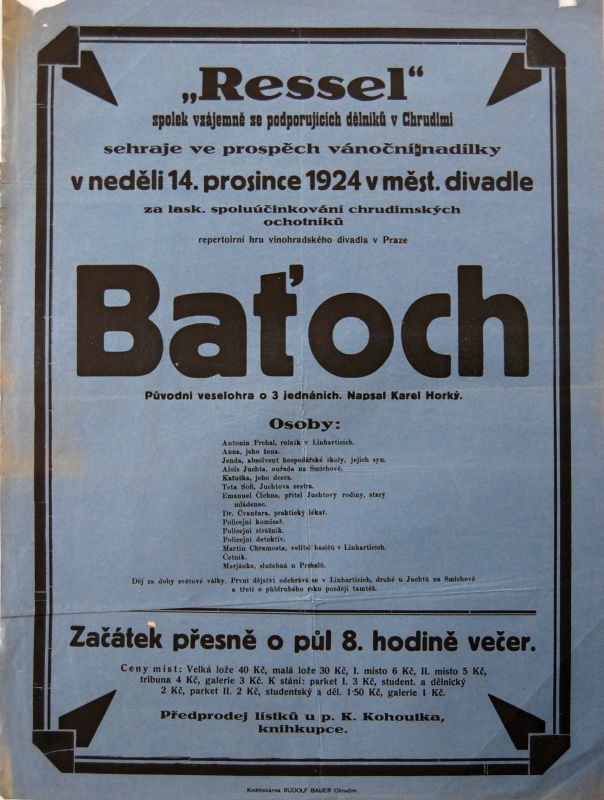 „Ressel“
spolek vzájemně se podporujících dělníků v Chrudimi
sehraje ve prospěch vánoční nadílky
v neděli 14. prosince 1924 v měst. divadle
za lask. spoluúčinkování chrudimských
ochotníků
repertoirní hru vinohradského divadla v Praze
Baťoch
Původní veselohra o 3 jednáních. Napsal Karel Horký.
Osoby:
Antonín Prchal, rolník v Linharticích.
Anna, jeho žena.
Jenda, absolvent hospodářské školy, jejich syn.
Alois Juchta, ouřada na Smíchově.
Katuška, jeho dcera.
Teta Sofi, Juchtova sestra.
Emanuel Čichna, přítel Juchtovy rodiny, starý
mládenec.
Dr. Čvančara, praktický lékař.
Policejní komisař.
Policejní strážník.
Policejní detektiv.
Martin Chramosta, velitel hasičů v Linharticích.
Četník.
Marjánka, služebná u Prchalů.
Děj za doby světové války. První dějství odehrává se v Linharticích, druhé u Juchtů na Smíchově
a třetí o půldruhého roku později tamtéž.
Začátek přesně o půl 8. hodině večer.
Ceny míst: Velká lože 40 Kč, malá lože 30 Kč, I. místo 6 Kč, II. místo 5 Kč,
tribuna 4 Kč, galerie 3 Kč. K stání: parket I. 3 Kč, student. a dělnický
2 Kč, parket II. 2 Kč, studentský a děl. 1·50 Kč, galerie 1 Kč.
Předprodej lístků u p. K. Kohoutka,
knihkupce.
Knihtiskárna RUDOLF BAUER Chrudim.